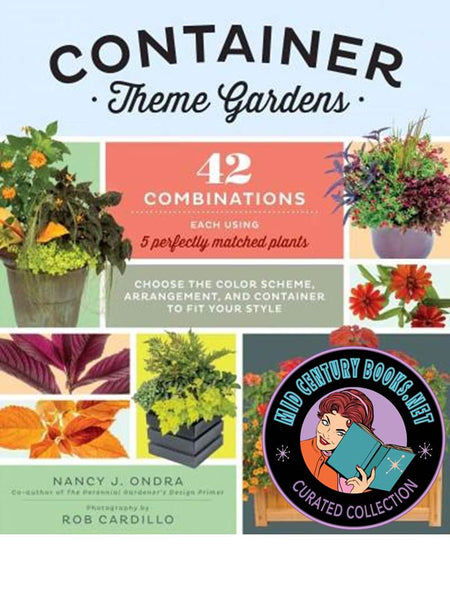 CONTAINER
· Theme Gardens ·
42
COMBINATIONS
EACH USING
5 perfectly matched plants
CHOOSE THE COLOR SCHEME,
ARRANGEMENT, AND CONTAINER
TO FIT YOUR STYLE
NANCY J. ONDRA
Co-author of The Perennial Gardener's Design Primer
Photography by
ROB CARDILLO
MID CENTURY BOOKS.NET
CURATED COLLECTION